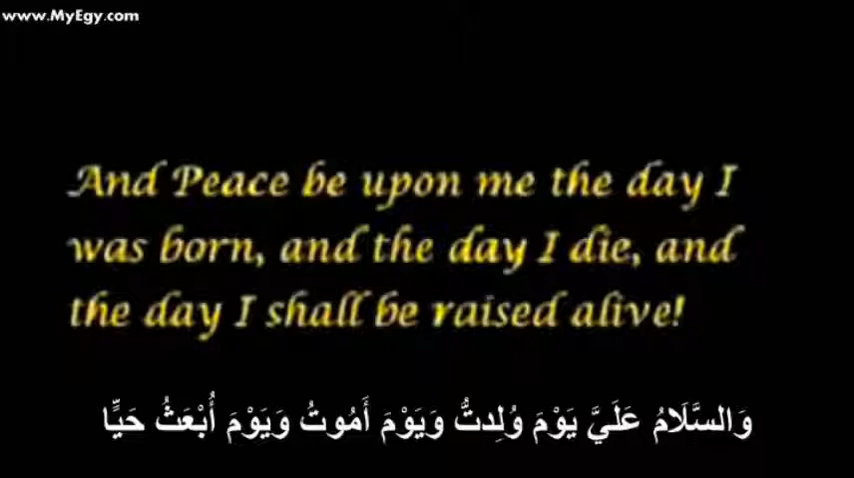 www.MyEgy.com
And Peace be upon me the day I
was born, and the day I die, and
the day I shall be raised alive!
وَالسَّلَامُ عَلَيَّ يَوْمَ وُلِدتُّ وَيَوْمَ أَمُوتُ وَيَوْمَ أُبْعَثُ حَيًّا